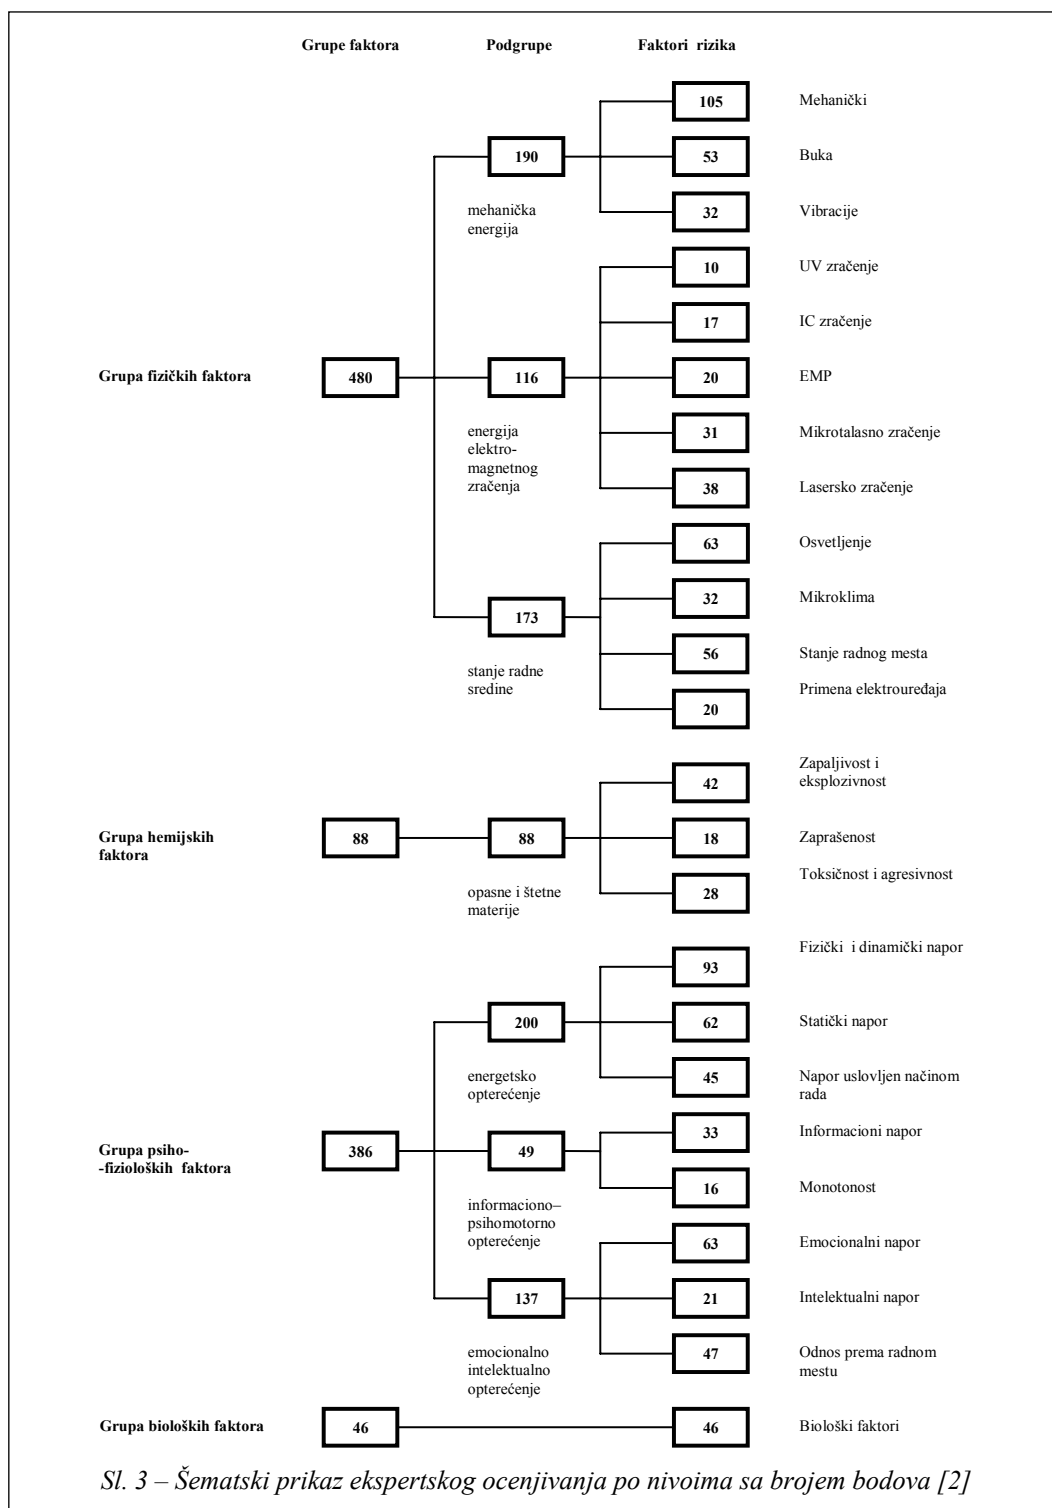 Grupe faktora Podgrupe Faktori rizika
105 Mehanički
190 53 Buka
mehanička
energija
32 Vibracije
10 UV zračenje
17 IC zračenje
Grupa fizičkih faktora 480 116 20 EMP
energija
elektro-
magnetnog
zračenja
31 Mikrotalasno zračenje
38 Lasersko zračenje
63 Osvetljenje
173 32 Mikroklima
stanje radne
sredine
56 Stanje radnog mesta
20 Primena elektrouređaja
42 Zapaljivost i
eksplozivnost
Grupa hemijskih
faktora
88 88 18 Zaprašenost
opasne i štetne
materije
28 Toksičnost i agresivnost
93 Fizički i dinamički napor
200 62 Statički napor
energetsko
opterećenje
45 Napor uslovljen načinom
rada
33 Informacioni napor
Grupa psiho-
-fizioloških faktora
386 49 16 Monotonost
informaciono–
psihomotorno
opterećenje
63 Emocionalni napor
137 21 Intelektualni napor
emocionalno
intelektualno
opterećenje
47 Odnos prema radnom
mestu
Grupa bioloških faktora 46 46 Biološki faktori
Sl. 3 – Šematski prikaz ekspertskog ocenjivanja po nivoima sa brojem bodova [2]